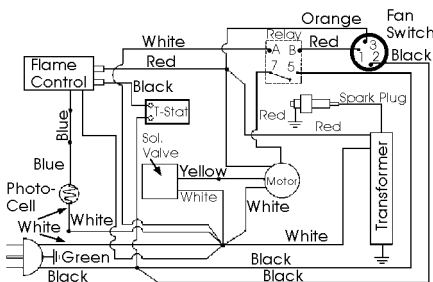 Orange
Fan
Switch
Relay
White
A B
Red
3
1 2
Black
Red
7 5
Flame
Control
Black
T-Stat
Spark Plug
Red
Red
Blue
Sol.
Valve
Blue
Yellow
Motor
Transformer
White
Photo-
Cell
White
White
White
White
Green
Black
Black
Black